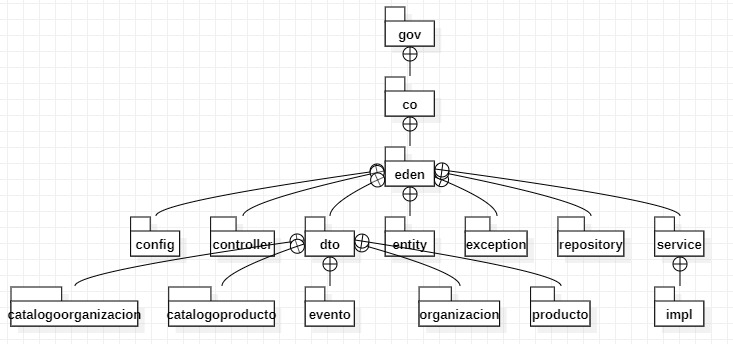 gov
co
eden
config
controller
dto
entity
exception
repository
service
catalogoorganizacion
catalogoproducto
evento
organizacion
producto
impl